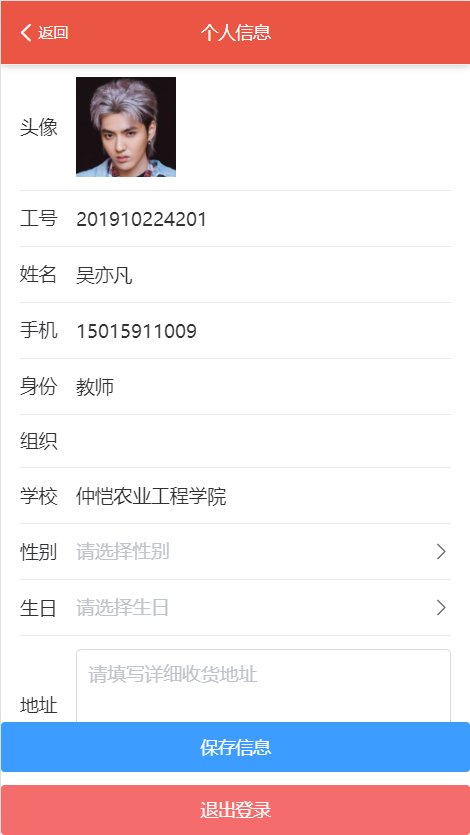 返回
个人信息
头像
工号 201910224201
姓名 吴亦凡
手机 15015911009
身份 教师
组织
学校 仲恺农业工程学院
性别 请选择性别
生日 请选择生日
地址 请填写详细收货地址
保存信息
退出登录